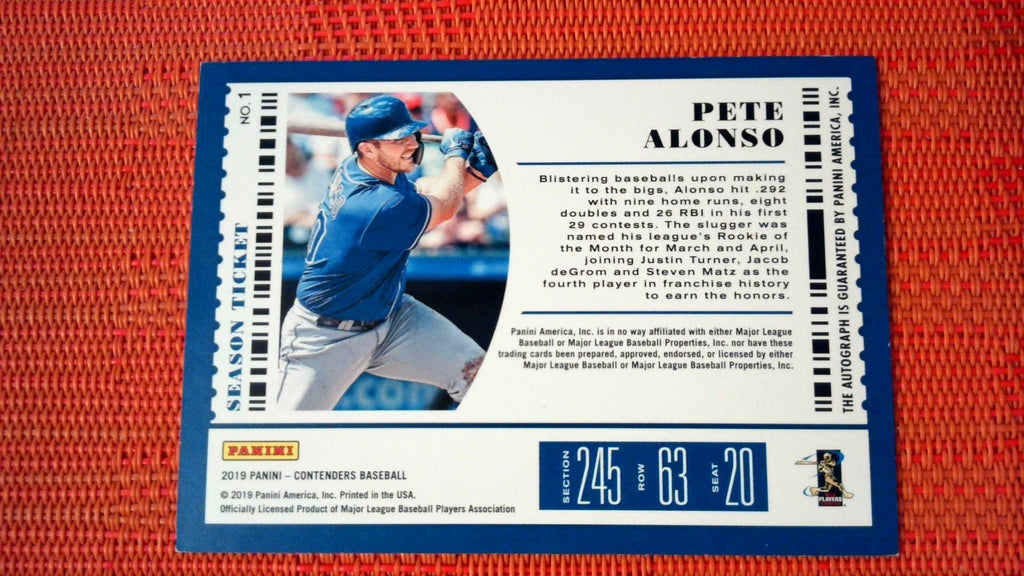 NO. 1
SEASON TICKET
PETE
ALONSO
Blistering baseballs upon making
it to the bigs, Alonso hit .292
with nine home runs, eight
doubles and 26 RBI in his first
29 contests. The slugger was
named his league's Rookie of
the Month for March and April,
joining Justin Turner, Jacob
deGrom and Steven Matz as the
fourth player in franchise history
to earn the honors.
Panini America, Inc. is in no way affiliated with either Major League
Baseball or Major League Baseball Properties, Inc. nor have these
trading cards been prepared, approved, endorsed, or licensed by either
Major League Baseball or Major League Baseball Properties, Inc.
THE AUTOGRAPH IS GUARANTEED BY PANINI AMERICA, INC.
PANINI
2019 PANINI – CONTENDERS BASEBALL
© 2019 Panini America, Inc. Printed in the USA.
Officially Licensed Product of Major League Baseball Players Association
SECTION 245 ROW 63 SEAT 20
PLAYERS
.com